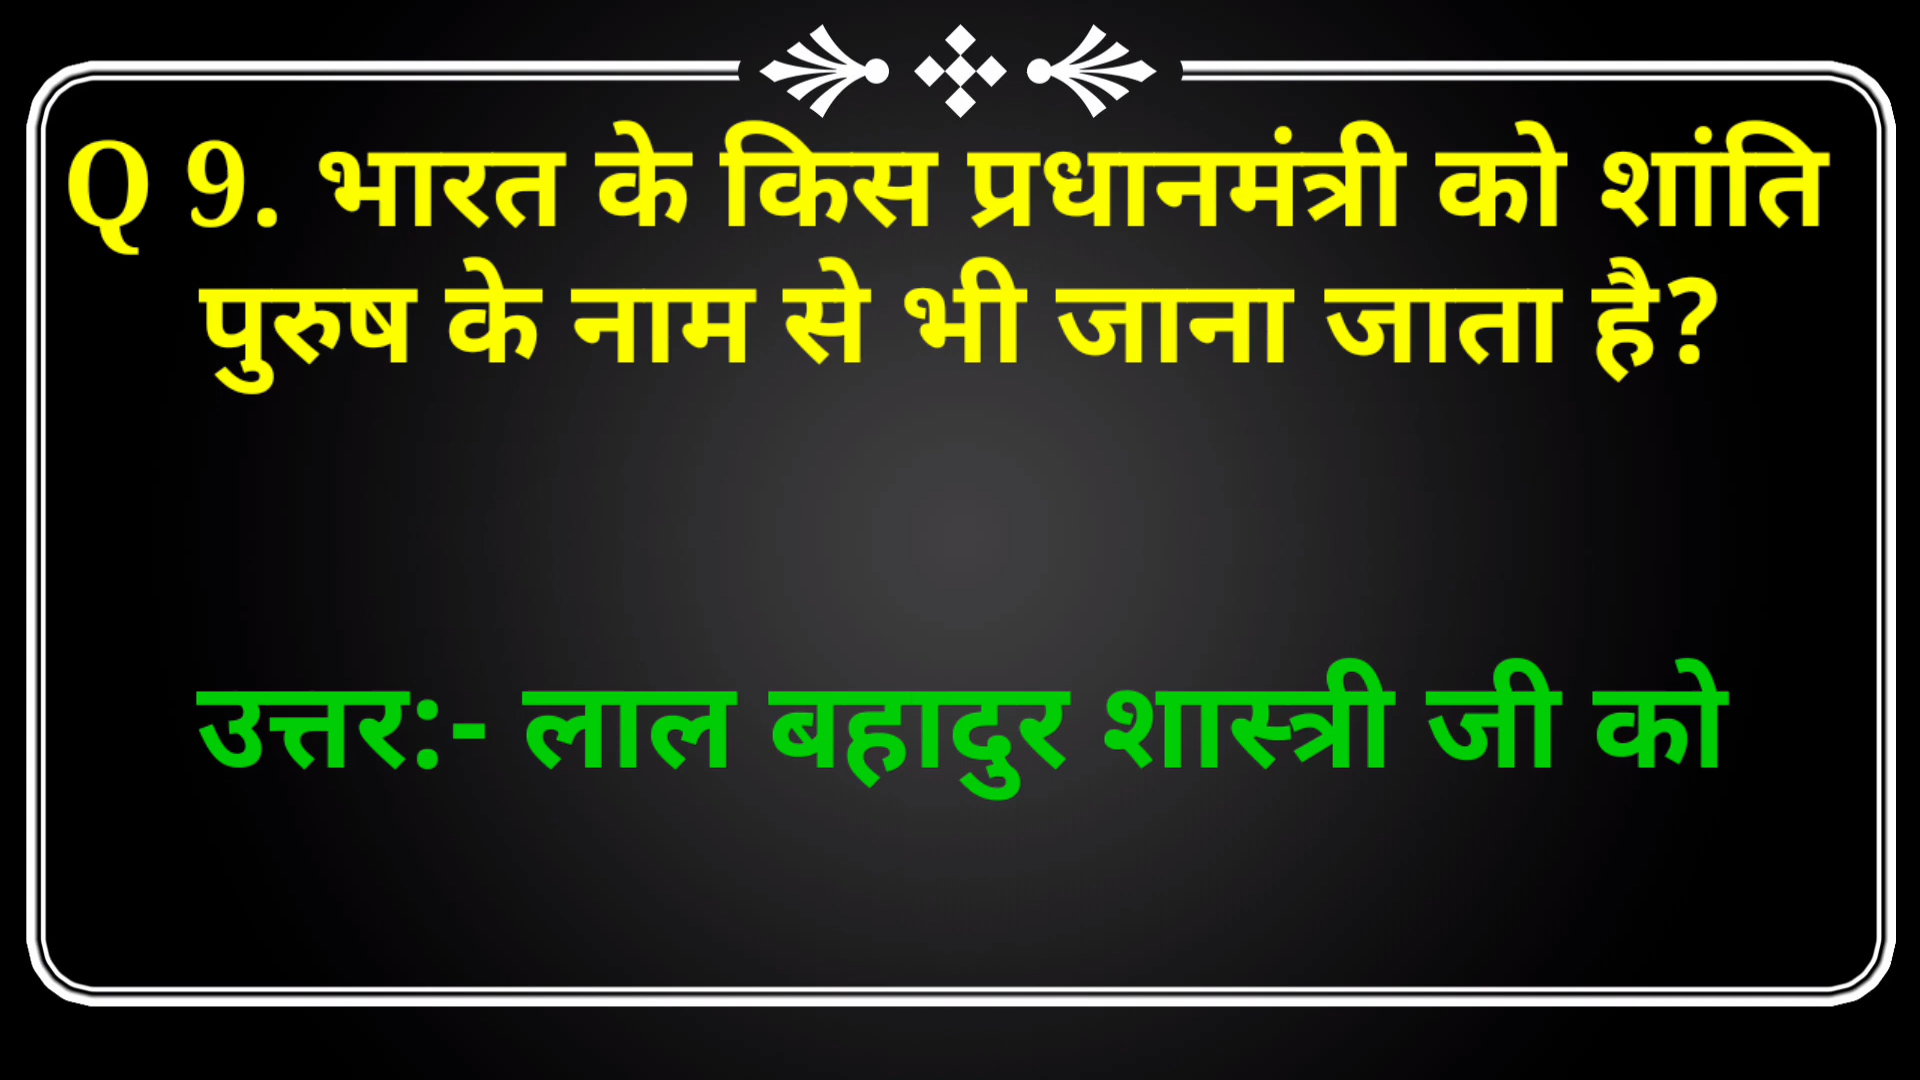 Q 9. भारत के किस प्रधानमंत्री को शांति
पुरुष के नाम से भी जाना जाता है?
उत्तर:- लाल बहादुर शास्त्री जी को